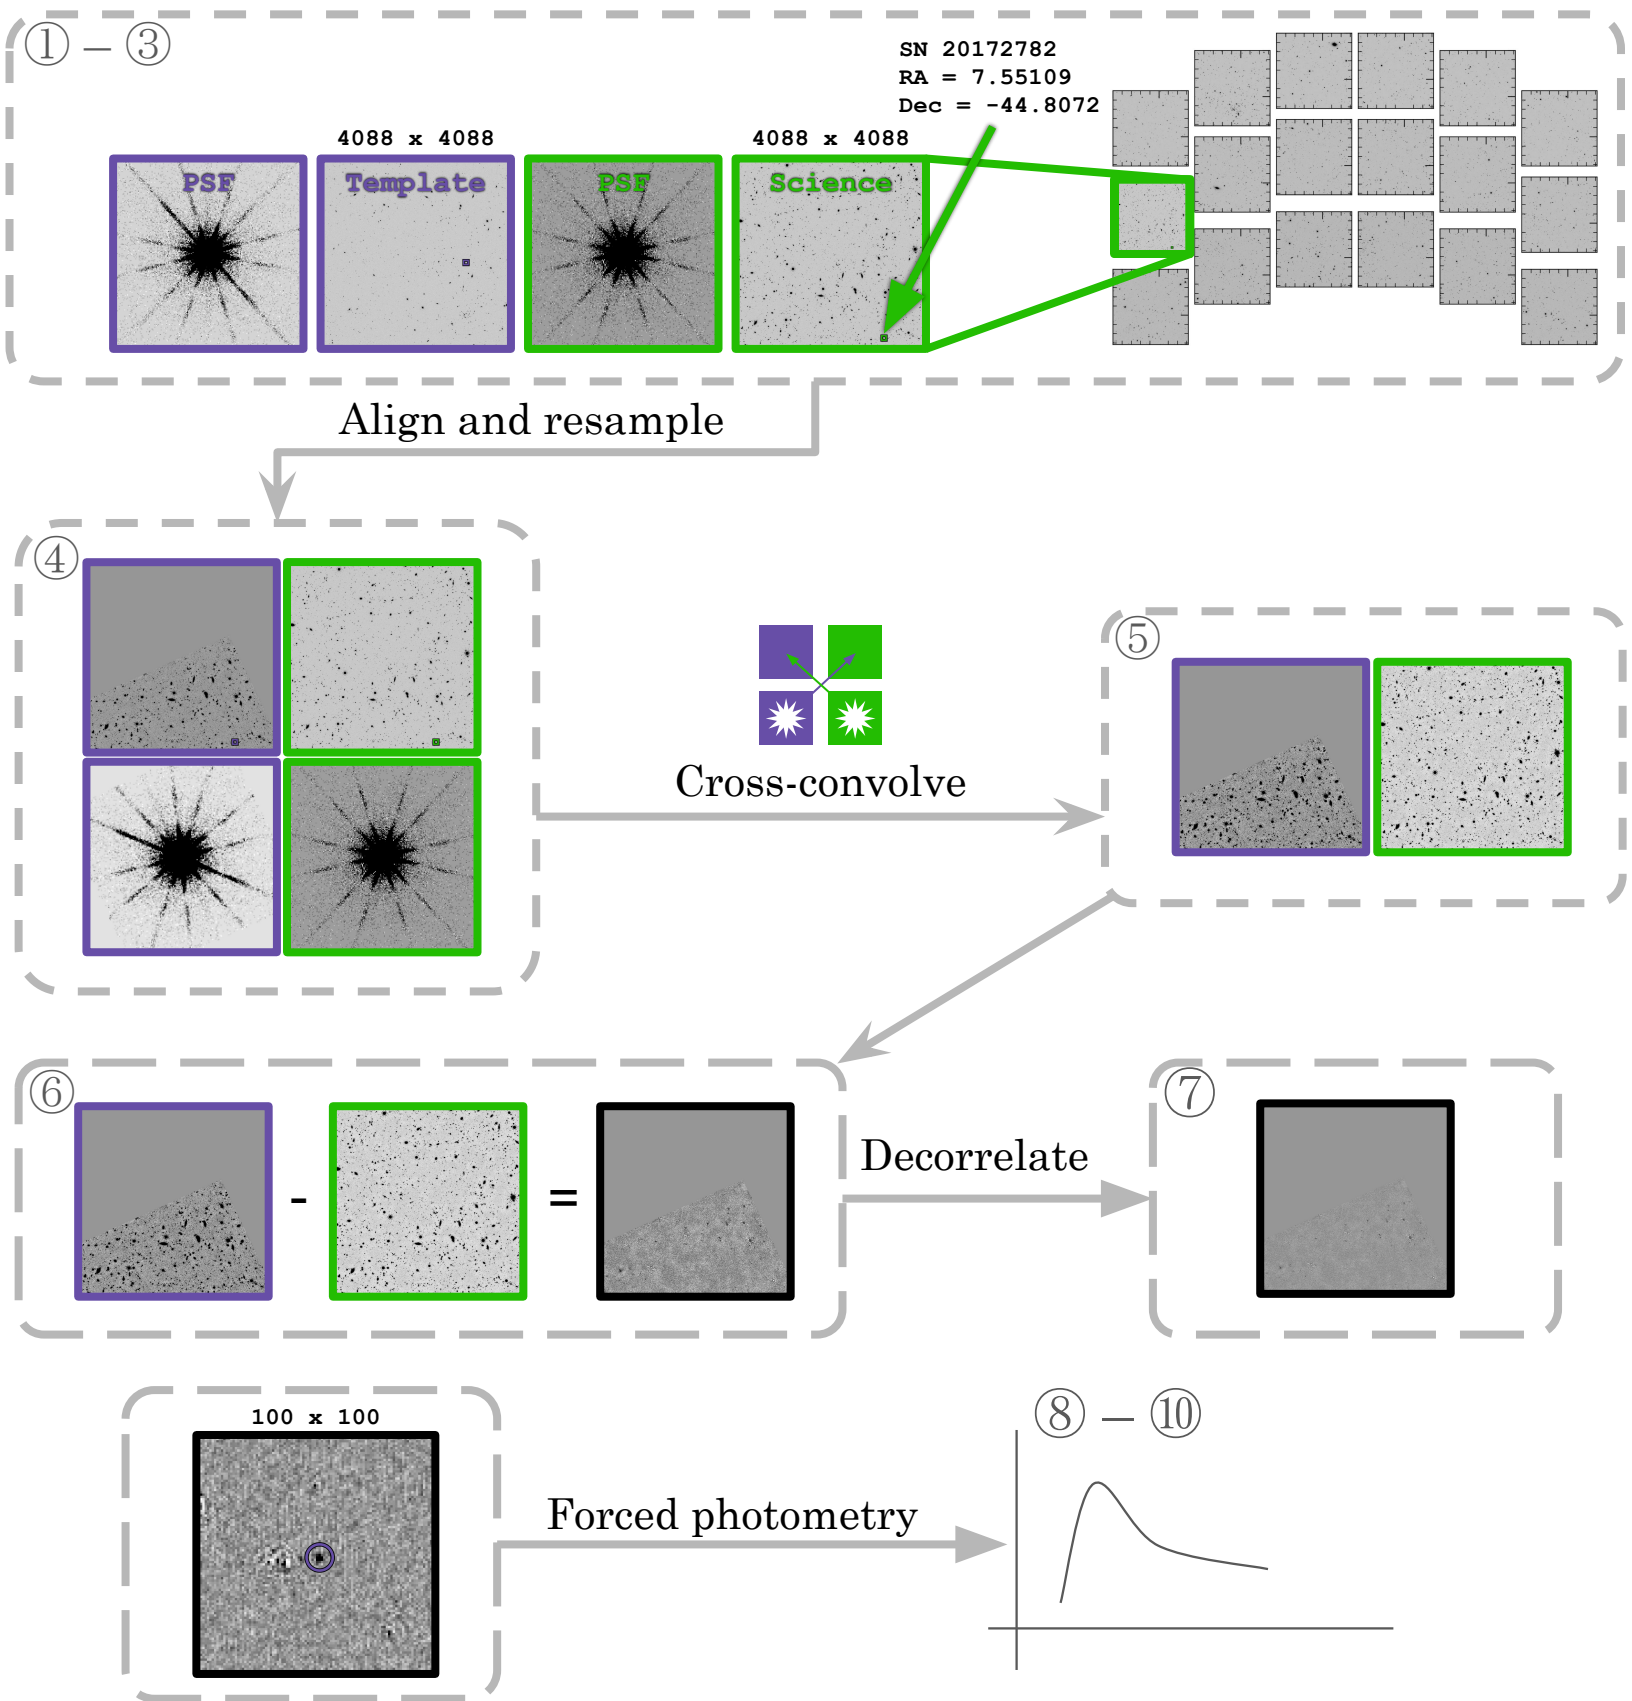 ① – ③
SN 20172782
RA = 7.55109
Dec = -44.8072
4088 x 4088
4088 x 4088
PSF
Template
PSF
Science
Align and resample
④
⑤
Cross-convolve
⑥
-
=
Decorrelate
⑦
100 x 100
⑧ – ⑩
Forced photometry